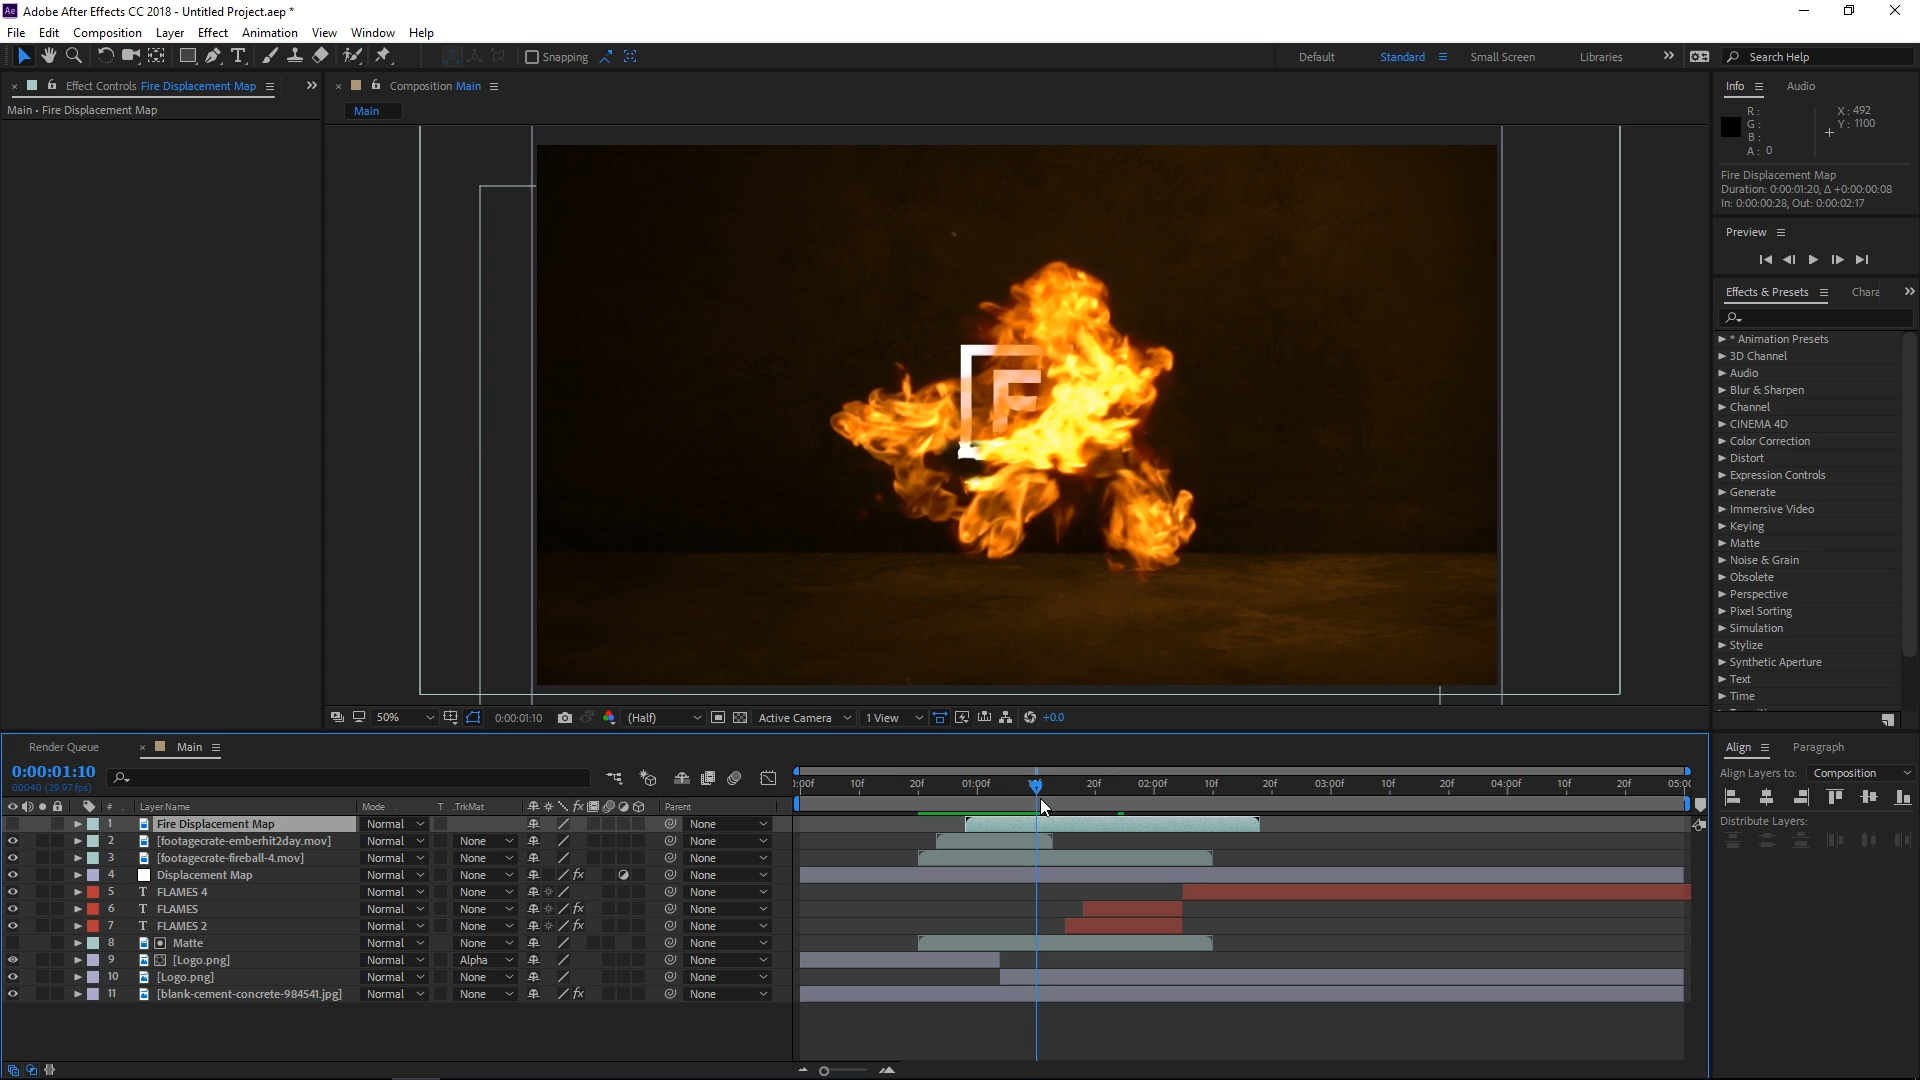 Adobe After Effects CC 2018 - Untitled Project.aep *
File Edit Composition Layer Effect Animation View Window Help
Snapping
Default Standard Small Screen Libraries Search Help
Effect Controls Fire Displacement Map
Main • Fire Displacement Map
Composition Main
Main
Info Audio
R :
G :
B :
A : 0
X : 492
Y : 1100
Fire Displacement Map
Duration: 0:00:01:20, Δ +0:00:00:08
In: 0:00:00:28, Out: 0:00:02:17
Preview
Effects & Presets Chara
* Animation Presets
3D Channel
Audio
Blur & Sharpen
Channel
CINEMA 4D
Color Correction
Distort
Expression Controls
Generate
Immersive Video
Keying
Matte
Noise & Grain
Obsolete
Perspective
Pixel Sorting
Simulation
Stylize
Synthetic Aperture
Text
Time
F
50% 0:00:01:10 (Half) Active Camera 1 View +0.0
Render Queue Main
0:00:01:10
00040 (29.97 fps)
:00f 10f 20f 01:00f 10f 20f 02:00f 10f 20f 03:00f 10f 20f 04:00f 10f 20f 05:00
# Layer Name Mode T .TrkMat fx Parent
1 Fire Displacement Map Normal None
2 [footagecrate-emberhit2day.mov] Normal None None
3 [footagecrate-fireball-4.mov] Normal None None
4 Displacement Map Normal None fx None
5 T FLAMES 4 Normal None None
6 T FLAMES Normal None fx None
7 T FLAMES 2 Normal None fx None
8 Matte Normal None None
9 [Logo.png] Normal Alpha None
10 [Logo.png] Normal None None
11 [blank-cement-concrete-984541.jpg] Normal None fx None
Align Paragraph
Align Layers to: Composition
Distribute Layers: